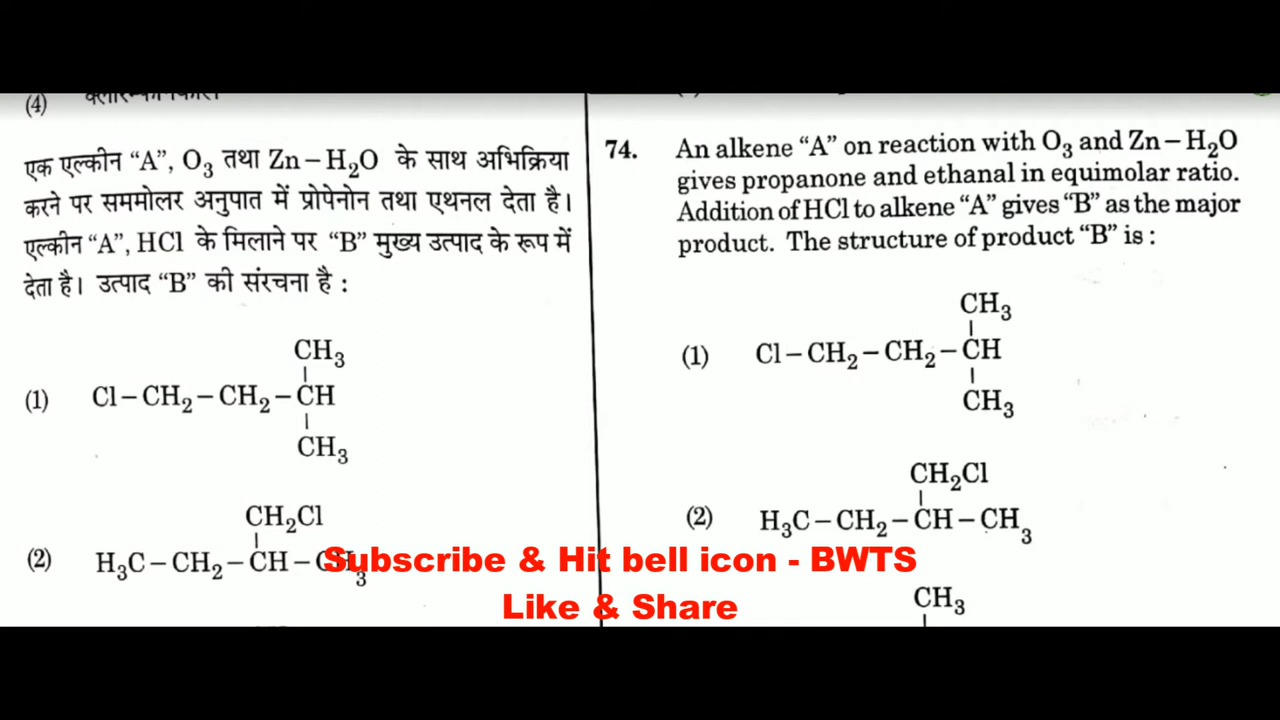 (4)
एक एल्कीन “A”, O₃ तथा Zn – H₂O के साथ अभिक्रिया
करने पर सममोलर अनुपात में प्रोपेनोन तथा एथनल देता है।
एल्कीन “A”, HCl के मिलाने पर “B” मुख्य उत्पाद के रूप में
देता है। उत्पाद “B” की संरचना है :
CH₃
(1) Cl – CH₂ – CH₂ – CH
CH₃
CH₂Cl
(2) H₃C – CH₂ – CH – CH₃
74. An alkene “A” on reaction with O₃ and Zn – H₂O
gives propanone and ethanal in equimolar ratio.
Addition of HCl to alkene “A” gives “B” as the major
product. The structure of product “B” is :
CH₃
(1) Cl – CH₂ – CH₂ – CH
CH₃
CH₂Cl
(2) H₃C – CH₂ – CH – CH₃
CH₃
Subscribe & Hit bell icon - BWTS
Like & Share